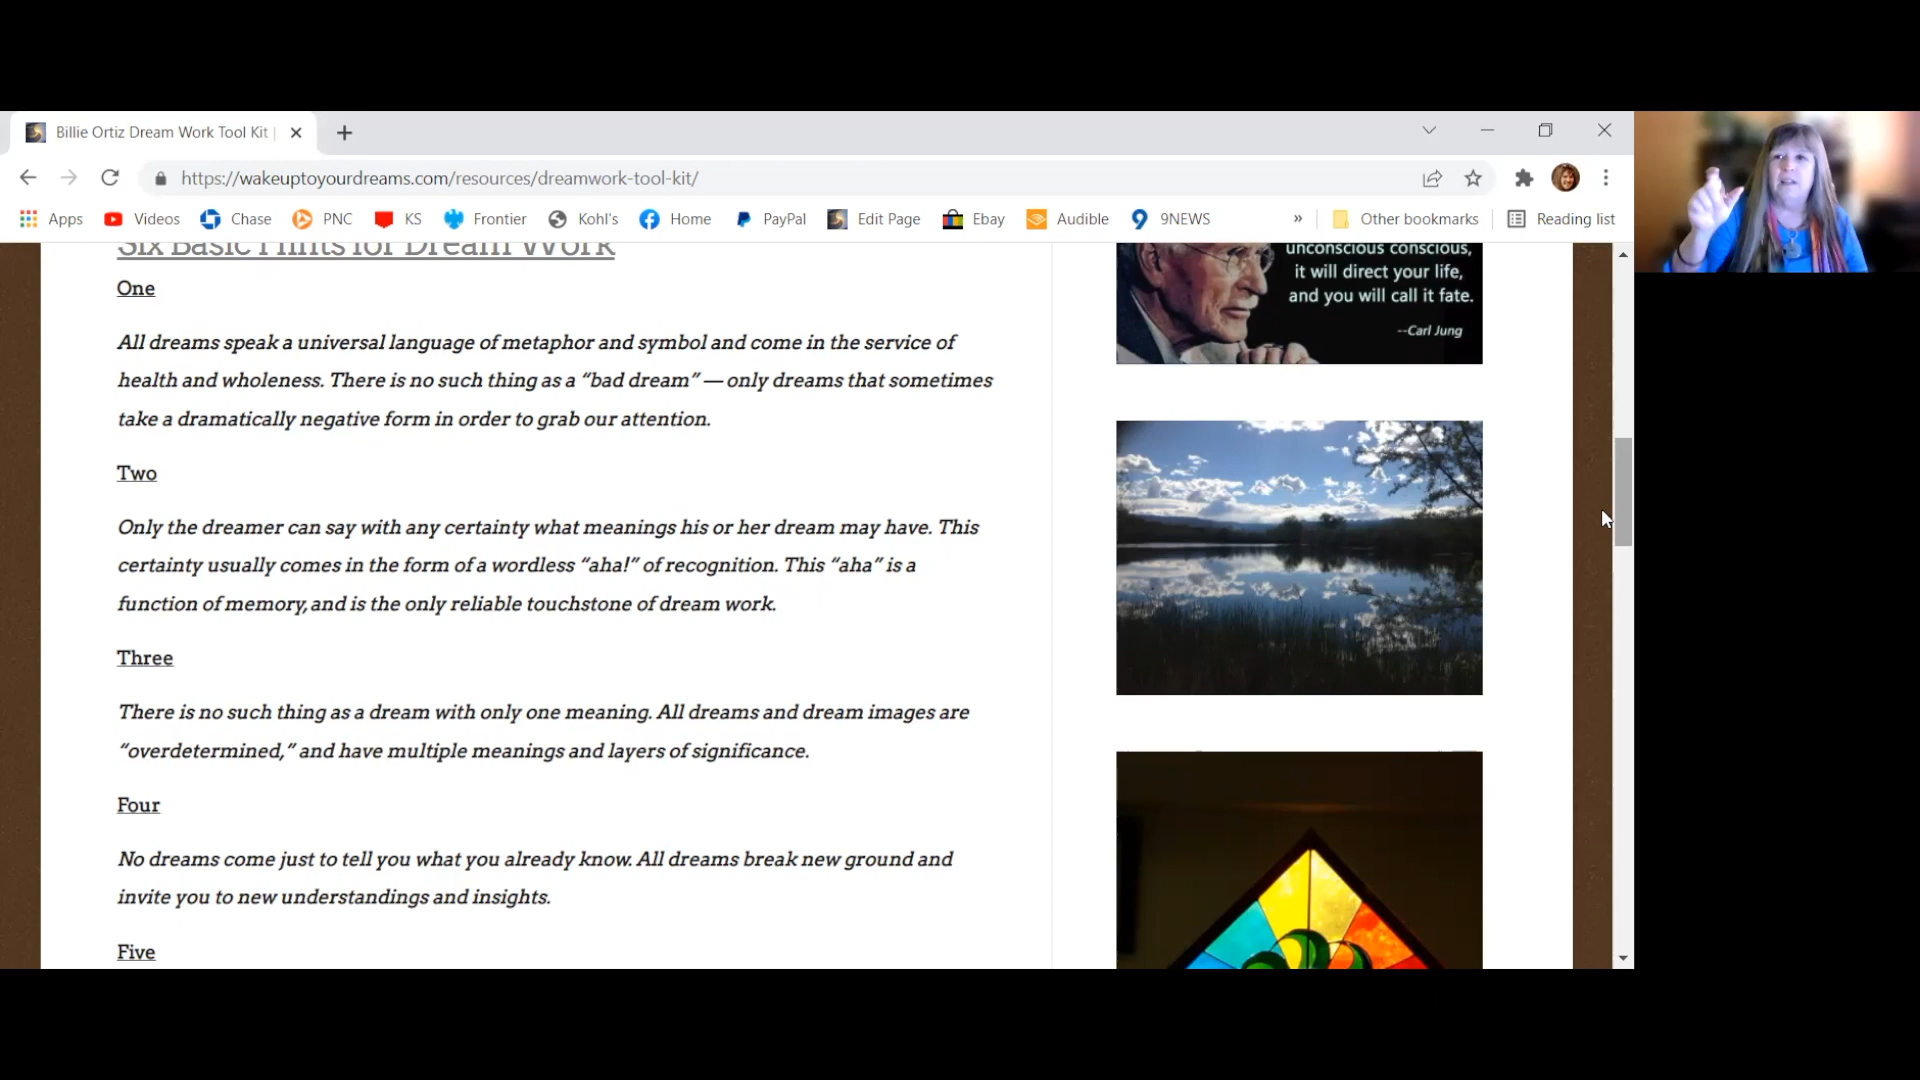 Billie Ortiz Dream Work Tool Kit |
https://wakeuptoyourdreams.com/resources/dreamwork-tool-kit/
Apps Videos Chase PNC KS Frontier Kohl's Home PayPal Edit Page Ebay Audible 9NEWS » Other bookmarks Reading list
Six Basic Hints for Dream Work
One
All dreams speak a universal language of metaphor and symbol and come in the service of
health and wholeness. There is no such thing as a “bad dream” — only dreams that sometimes
take a dramatically negative form in order to grab our attention.
Two
Only the dreamer can say with any certainty what meanings his or her dream may have. This
certainty usually comes in the form of a wordless “aha!” of recognition. This “aha” is a
function of memory, and is the only reliable touchstone of dream work.
Three
There is no such thing as a dream with only one meaning. All dreams and dream images are
“overdetermined,” and have multiple meanings and layers of significance.
Four
No dreams come just to tell you what you already know. All dreams break new ground and
invite you to new understandings and insights.
Five
unconscious conscious,
it will direct your life,
and you will call it fate.
--Carl Jung